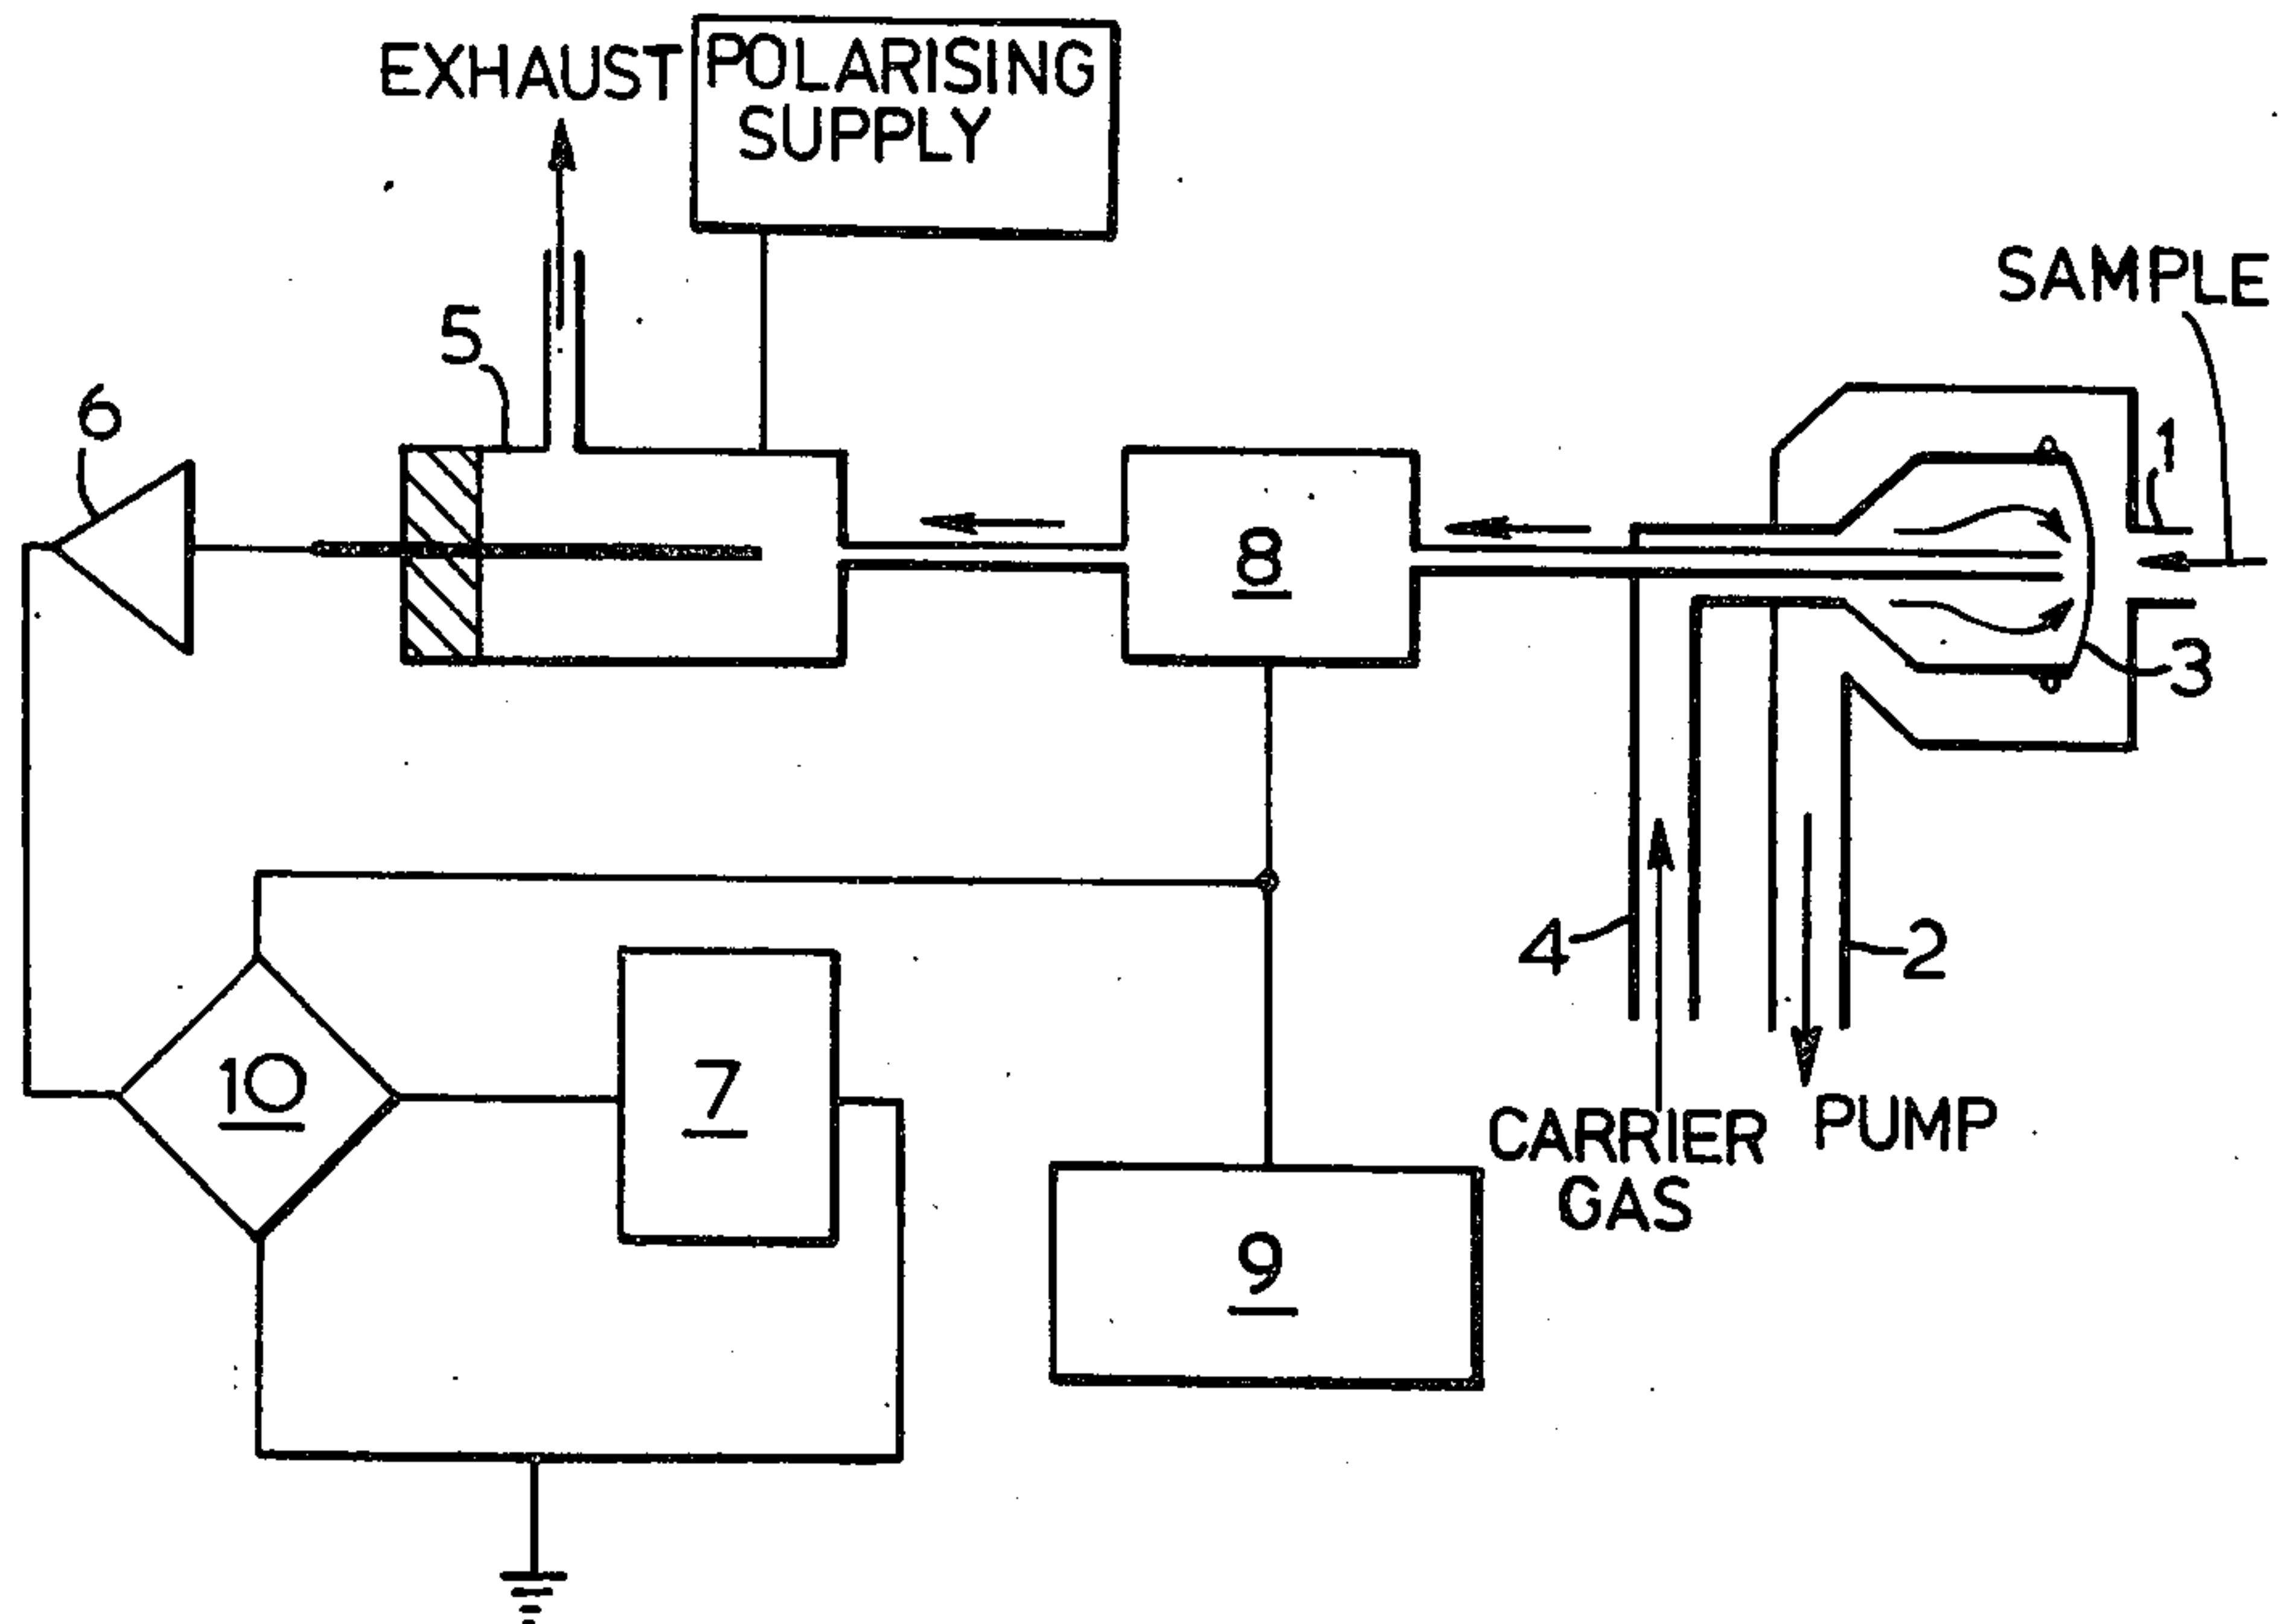 EXHAUST
POLARISING
SUPPLY
SAMPLE
5
6
1
8
3
4
2
10
7
CARRIER
GAS
PUMP
9